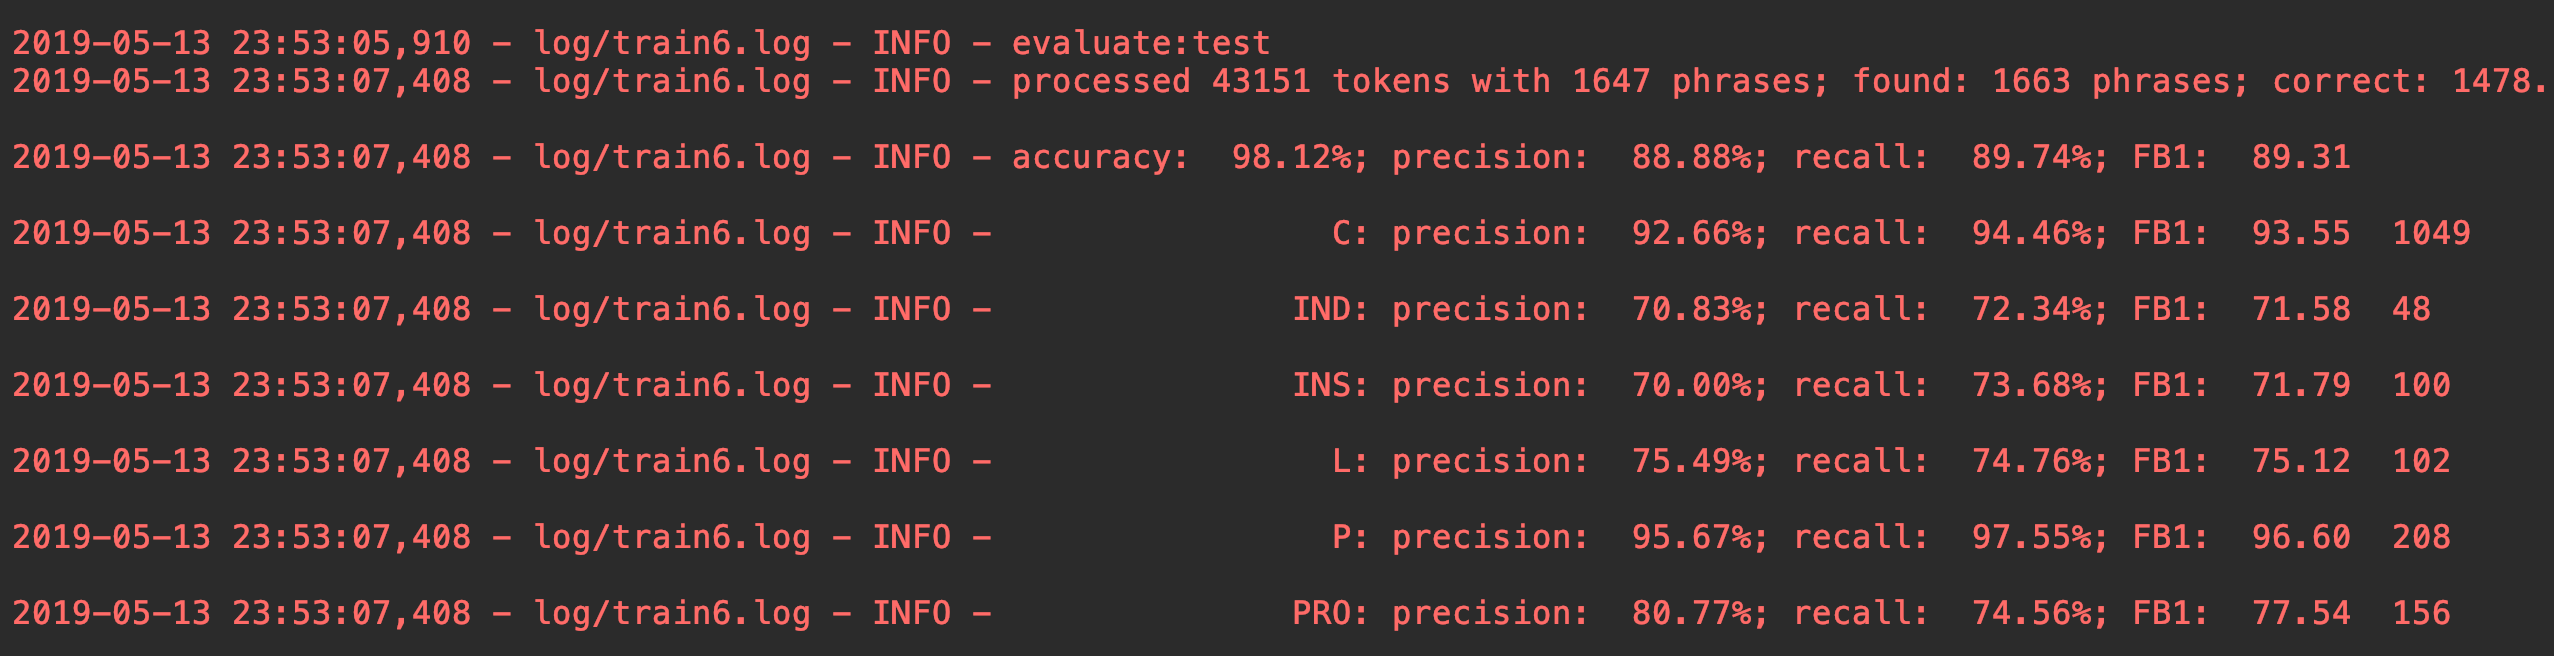 2019-05-13 23:53:05,910 - log/train6.log - INFO - evaluate:test
2019-05-13 23:53:07,408 - log/train6.log - INFO - processed 43151 tokens with 1647 phrases; found: 1663 phrases; correct: 1478.
2019-05-13 23:53:07,408 - log/train6.log - INFO - accuracy:  98.12%; precision:  88.88%; recall:  89.74%; FB1:  89.31
2019-05-13 23:53:07,408 - log/train6.log - INFO -                 C: precision:  92.66%; recall:  94.46%; FB1:  93.55  1049
2019-05-13 23:53:07,408 - log/train6.log - INFO -               IND: precision:  70.83%; recall:  72.34%; FB1:  71.58  48
2019-05-13 23:53:07,408 - log/train6.log - INFO -               INS: precision:  70.00%; recall:  73.68%; FB1:  71.79  100
2019-05-13 23:53:07,408 - log/train6.log - INFO -                 L: precision:  75.49%; recall:  74.76%; FB1:  75.12  102
2019-05-13 23:53:07,408 - log/train6.log - INFO -                 P: precision:  95.67%; recall:  97.55%; FB1:  96.60  208
2019-05-13 23:53:07,408 - log/train6.log - INFO -               PRO: precision:  80.77%; recall:  74.56%; FB1:  77.54  156